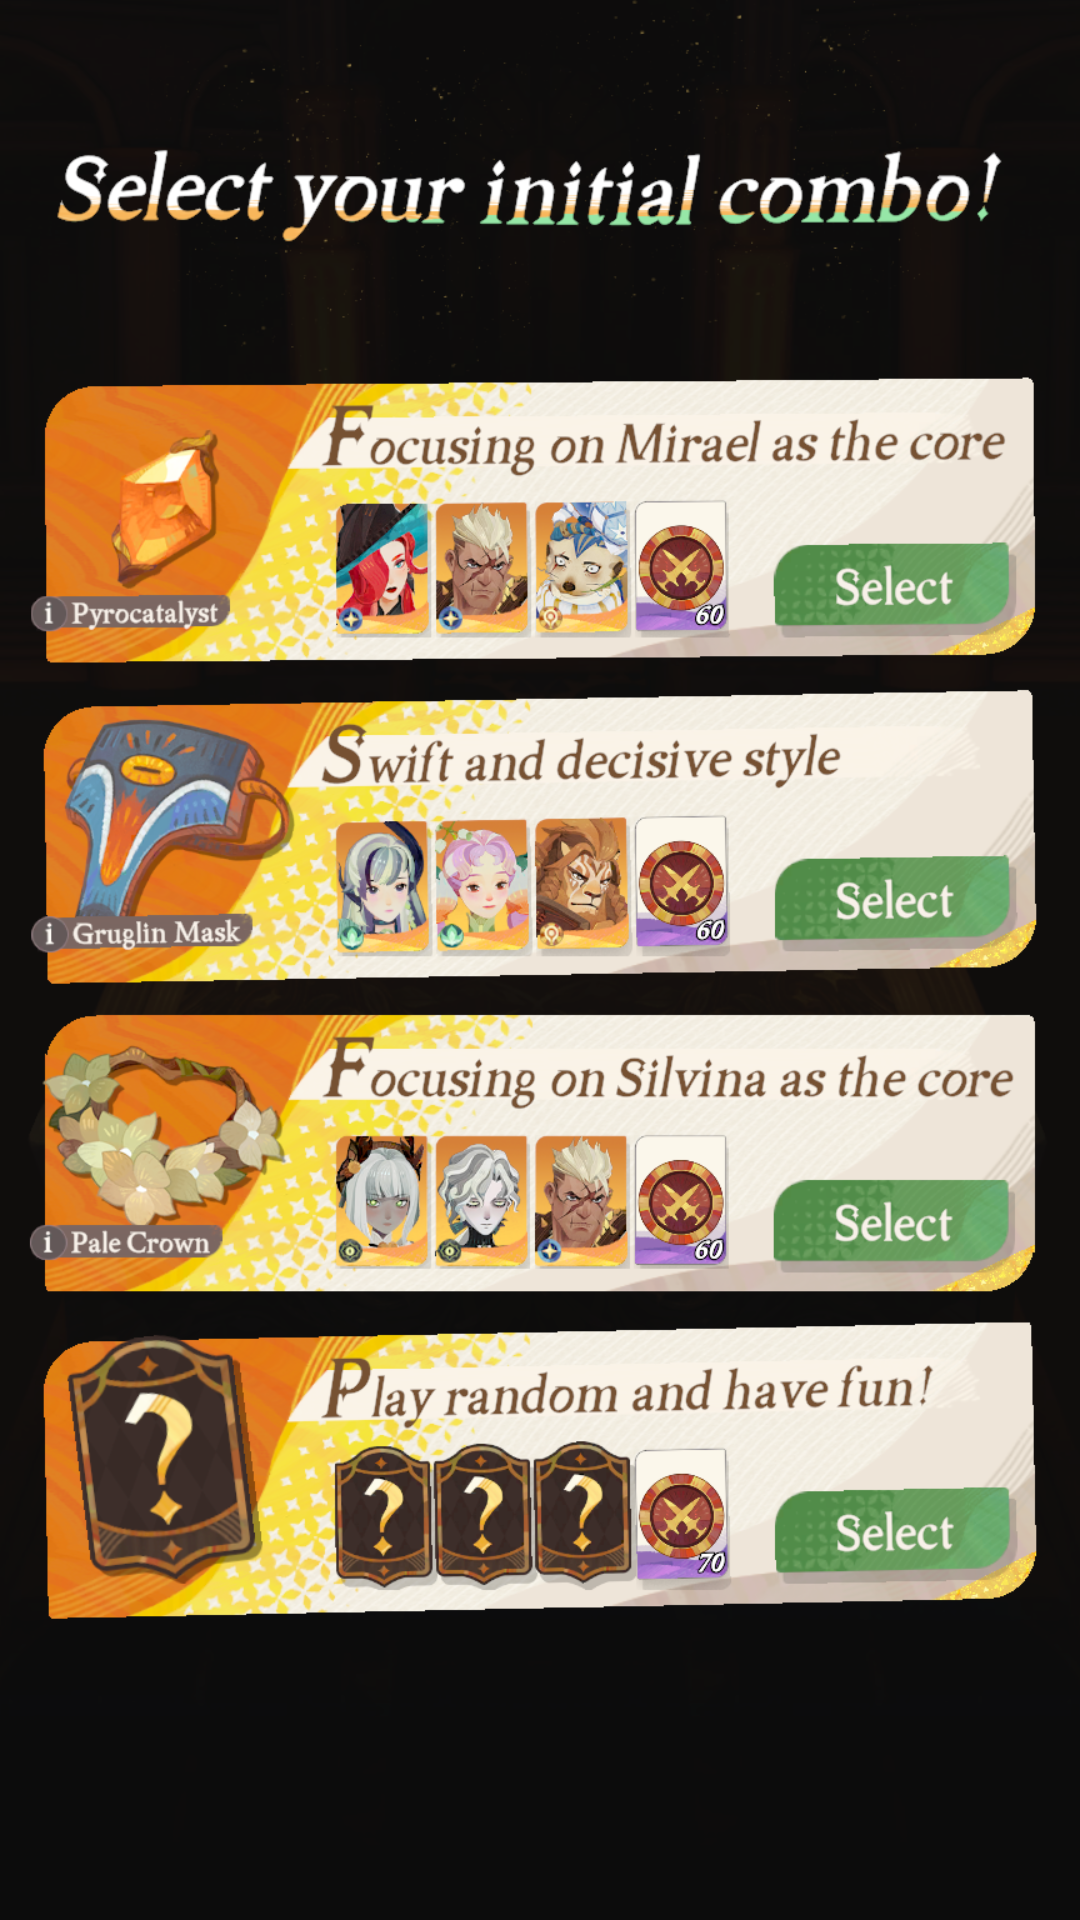 Select your initial combo!
Focusing on Mirael as the core
60
Select
i Pyrocatalyst
Swift and decisive style
60
Select
i Gruglin Mask
Focusing on Silvina as the core
60
Select
i Pale Crown
Play random and have fun!
?
? ? ?
70
Select